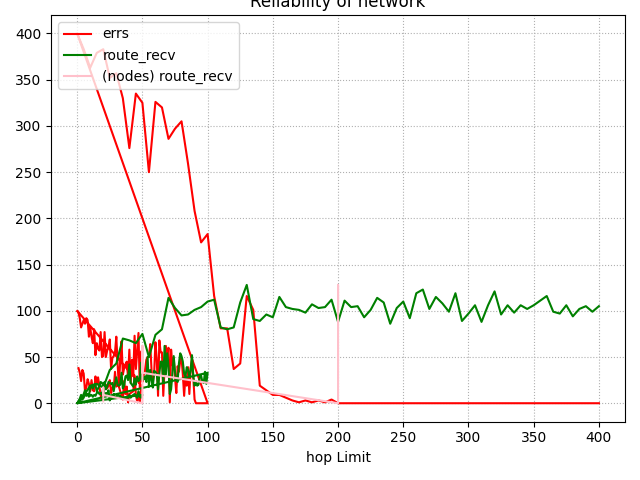 Reliability of network
errs
route_recv
(nodes) route_recv
400
350
300
250
200
150
100
50
0
0 50 100 150 200 250 300 350 400
hop Limit